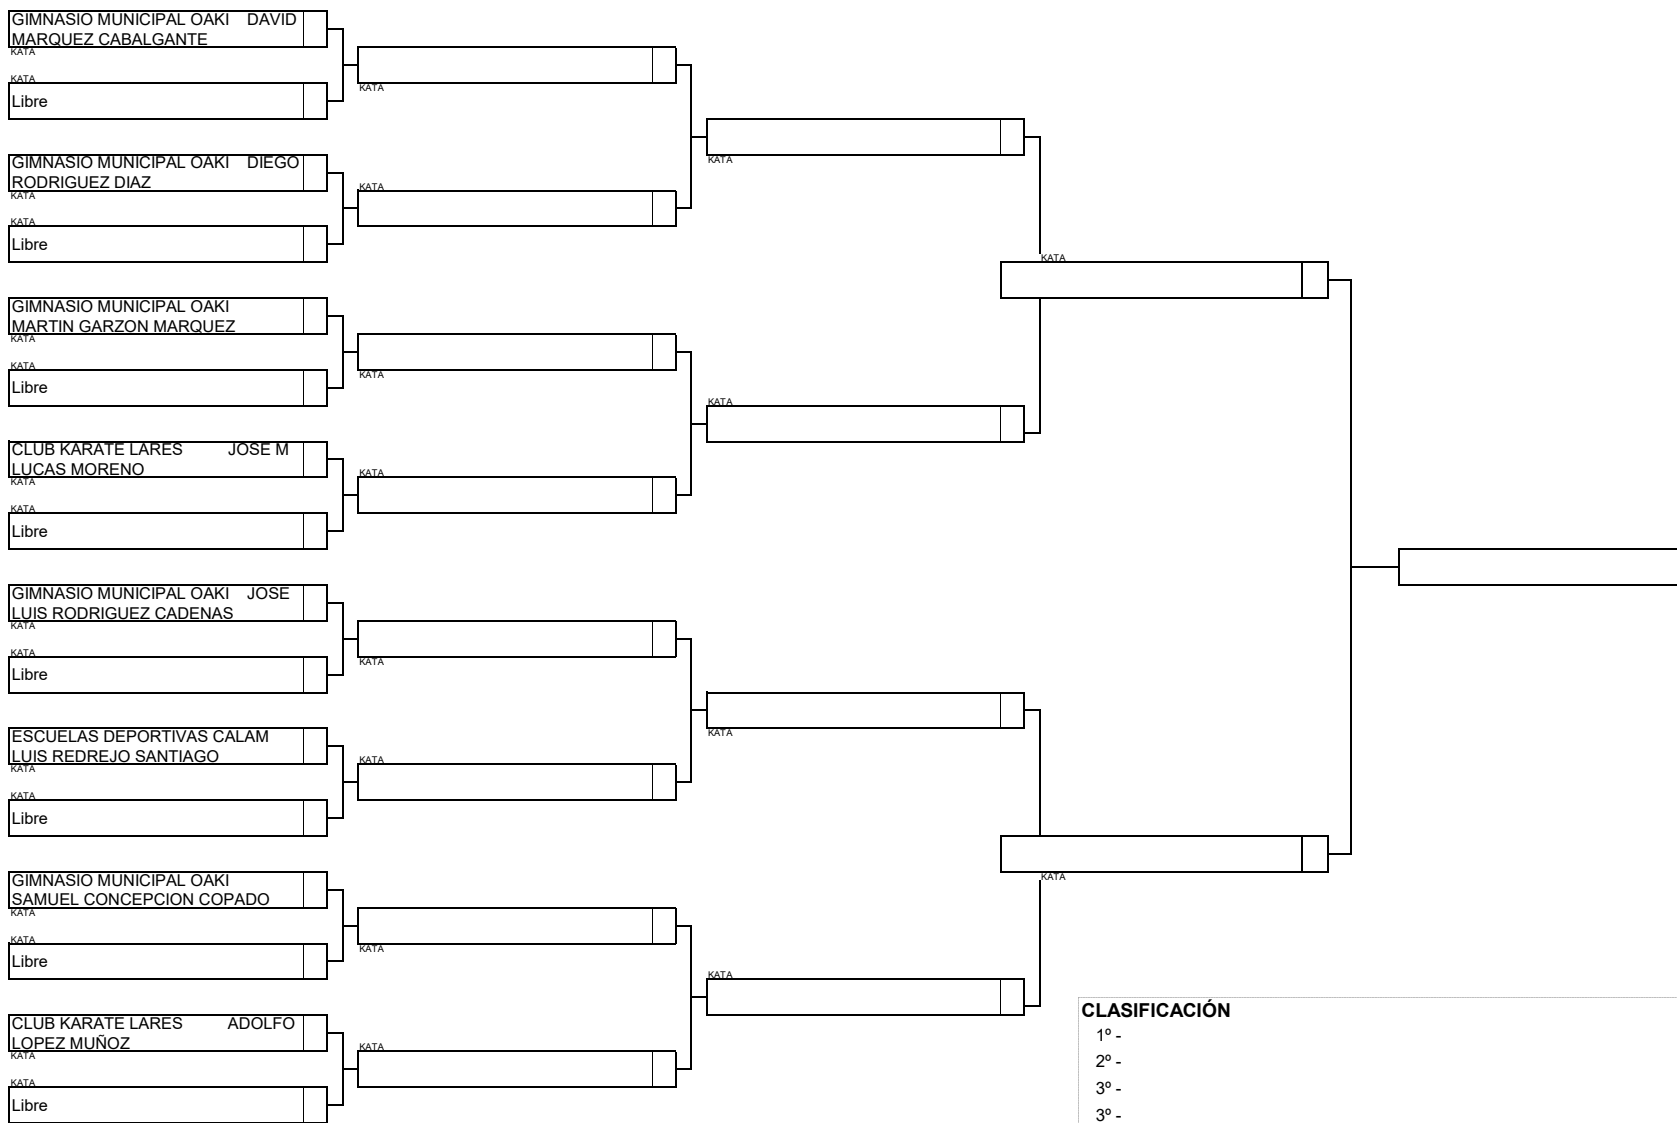 GIMNASIO MUNICIPAL OAKI DAVID
MARQUEZ CABALGANTE
KATA
KATA
Libre
GIMNASIO MUNICIPAL OAKI DIEGO
RODRIGUEZ DIAZ
KATA
KATA
Libre
GIMNASIO MUNICIPAL OAKI
MARTIN GARZON MARQUEZ
KATA
KATA
Libre
CLUB KARATE LARES JOSE M
LUCAS MORENO
KATA
KATA
Libre
GIMNASIO MUNICIPAL OAKI JOSE
LUIS RODRIGUEZ CADENAS
KATA
KATA
Libre
ESCUELAS DEPORTIVAS CALAM
LUIS REDREJO SANTIAGO
KATA
KATA
Libre
GIMNASIO MUNICIPAL OAKI
SAMUEL CONCEPCION COPADO
KATA
KATA
Libre
CLUB KARATE LARES ADOLFO
LOPEZ MUÑOZ
KATA
KATA
Libre
KATA
KATA
KATA
KATA
KATA
KATA
KATA
KATA
KATA
KATA
KATA
KATA
KATA
KATA
CLASIFICACIÓN
1º -
2º -
3º -
3º -